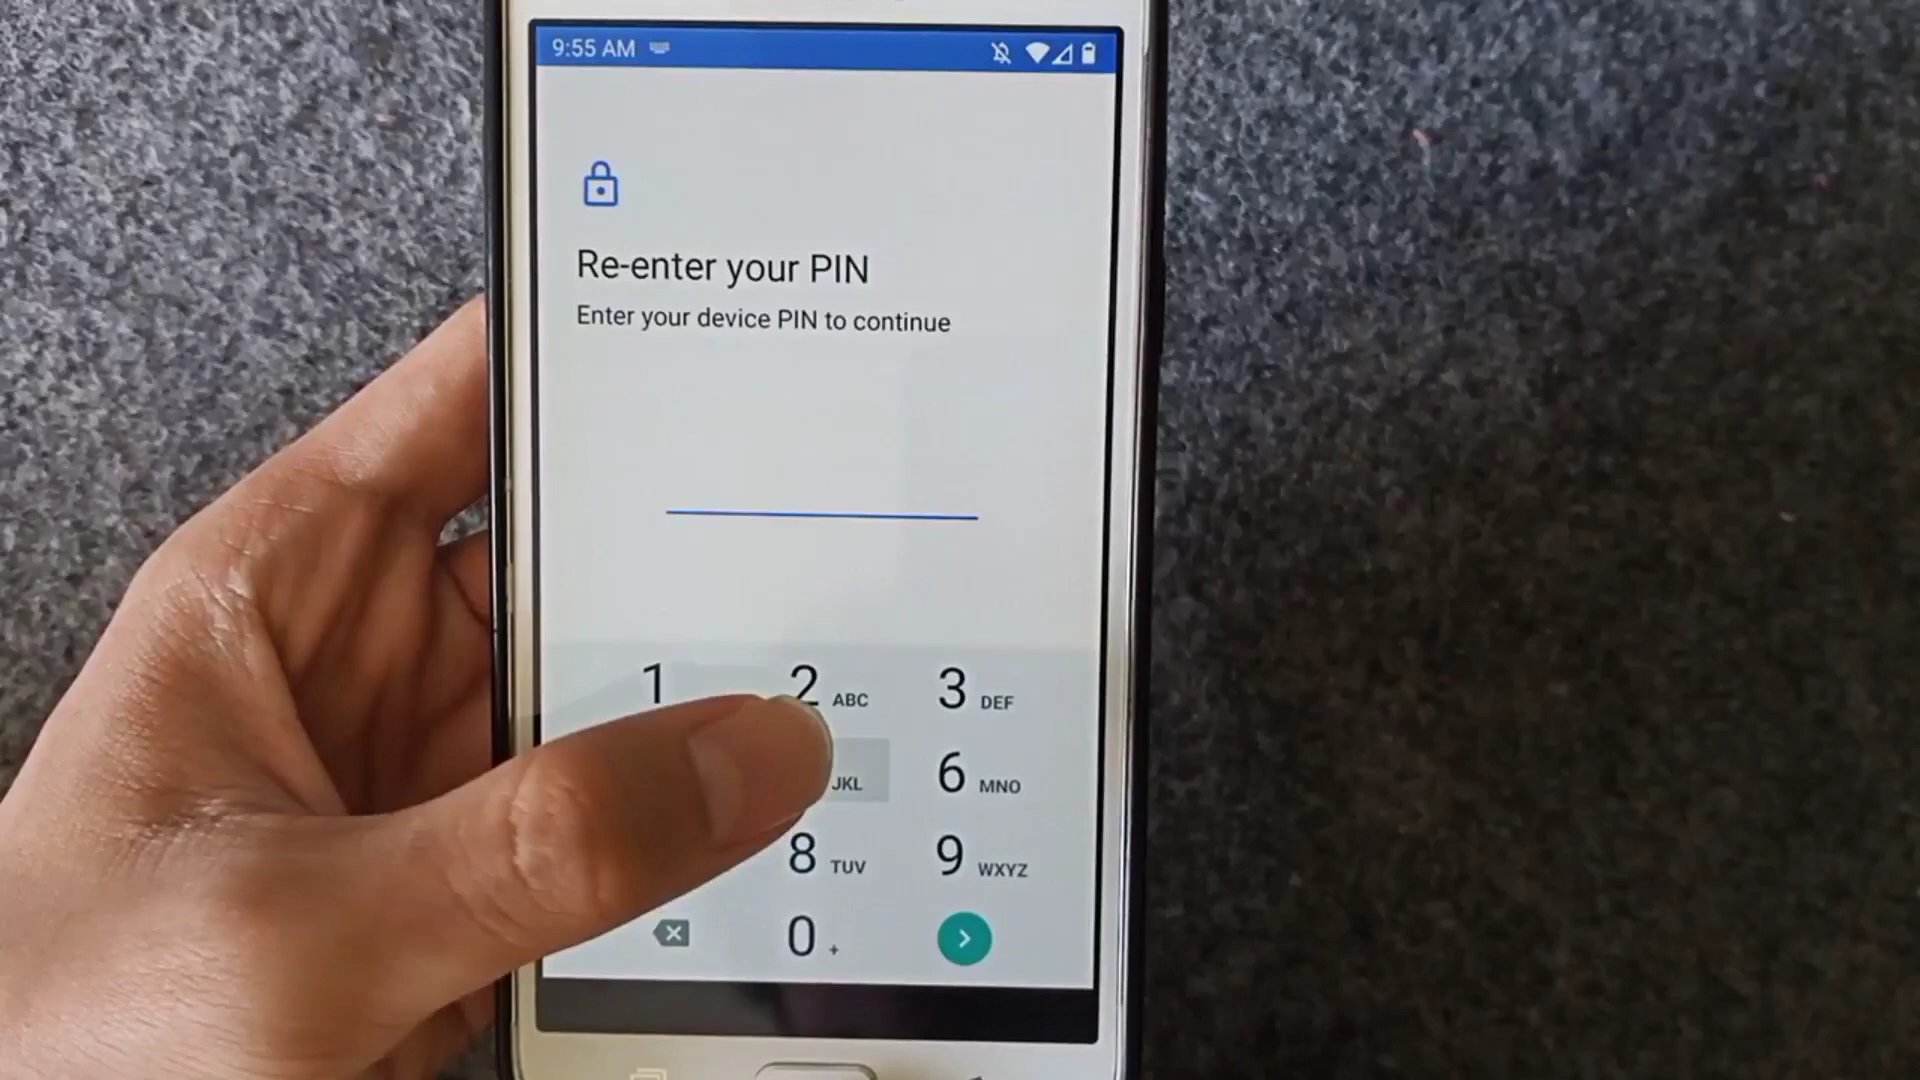 9:55 AM
Re-enter your PIN
Enter your device PIN to continue
1 2 ABC 3 DEF
JKL 6 MNO
8 TUV 9 WXYZ
0 +